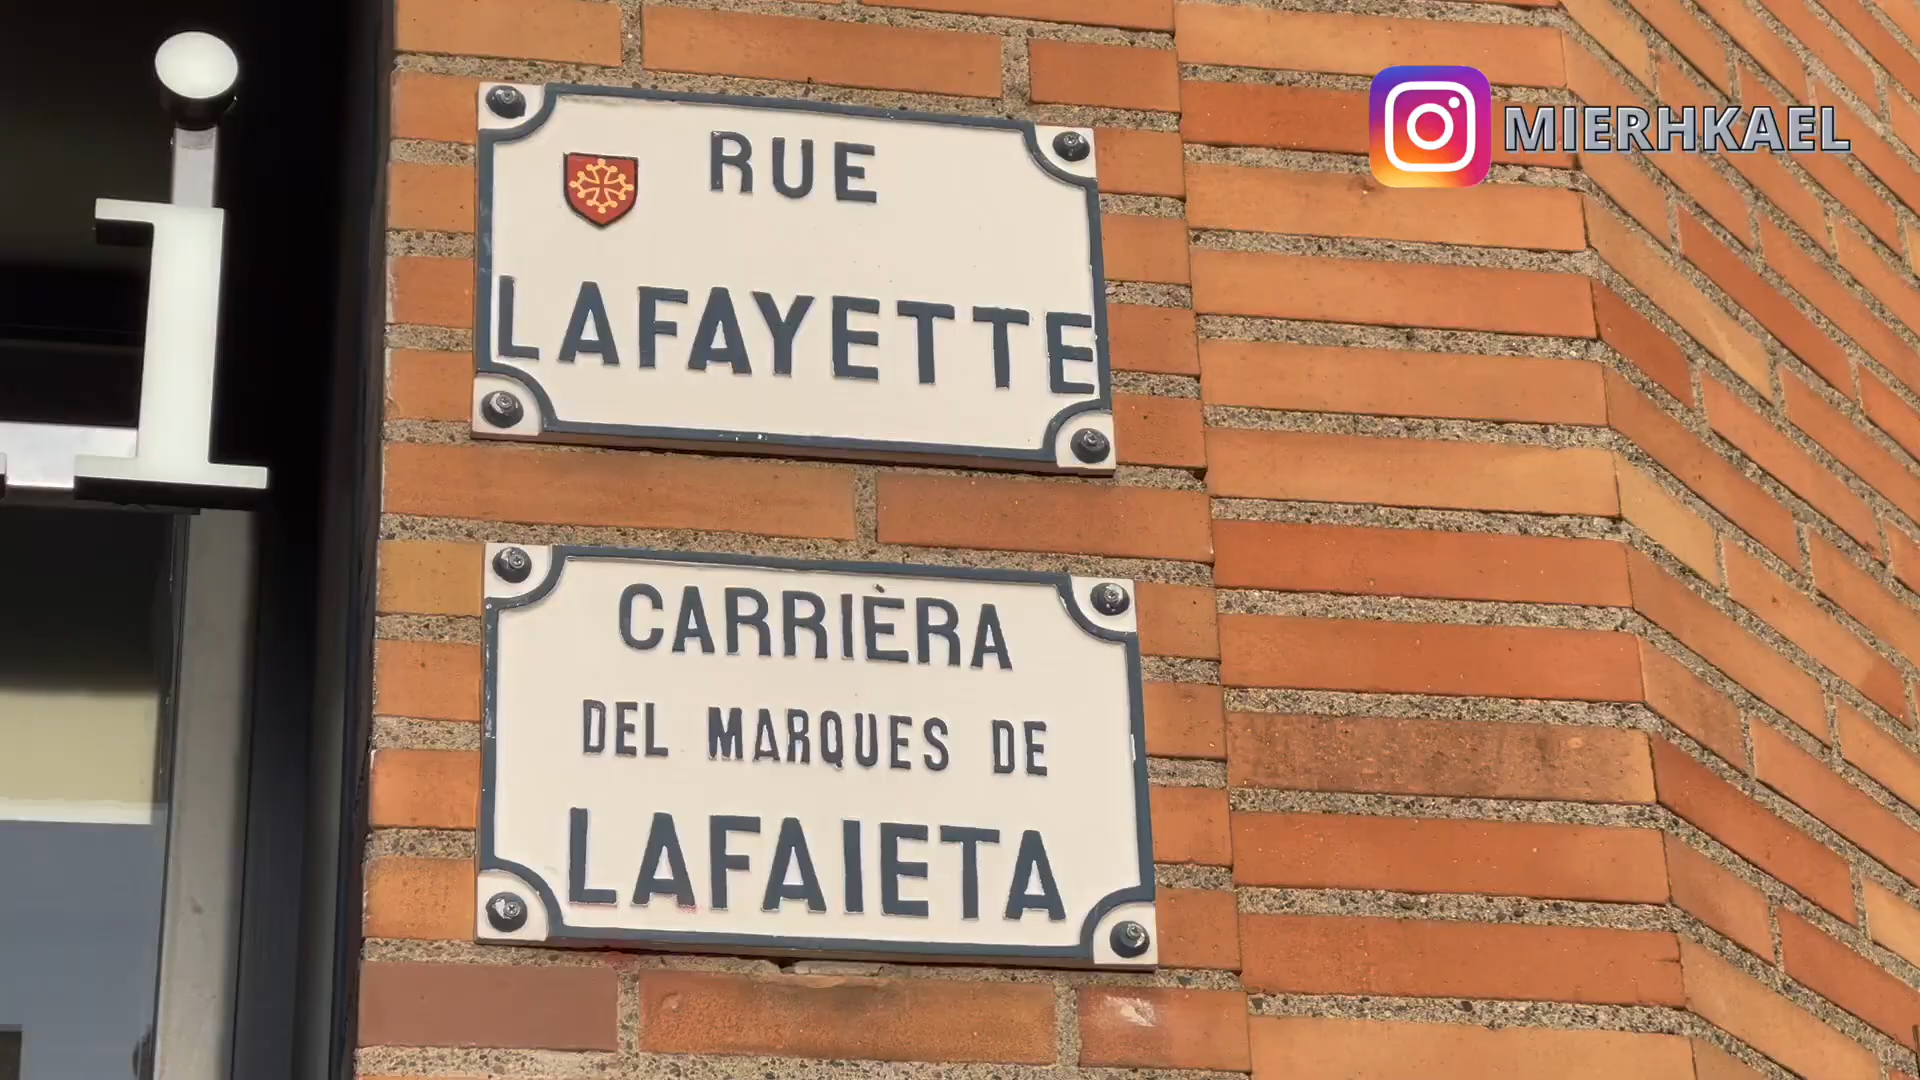 RUE
LAFAYETTE
CARRIÈRA
DEL MARQUES DE
LAFAIETA
MIERHKAEL